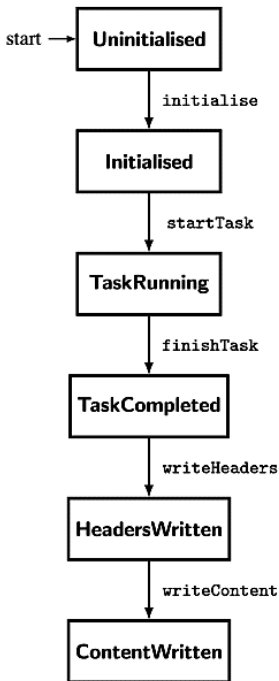 start
Uninitialised
initialise
Initialised
startTask
TaskRunning
finishTask
TaskCompleted
writeHeaders
HeadersWritten
writeContent
ContentWritten